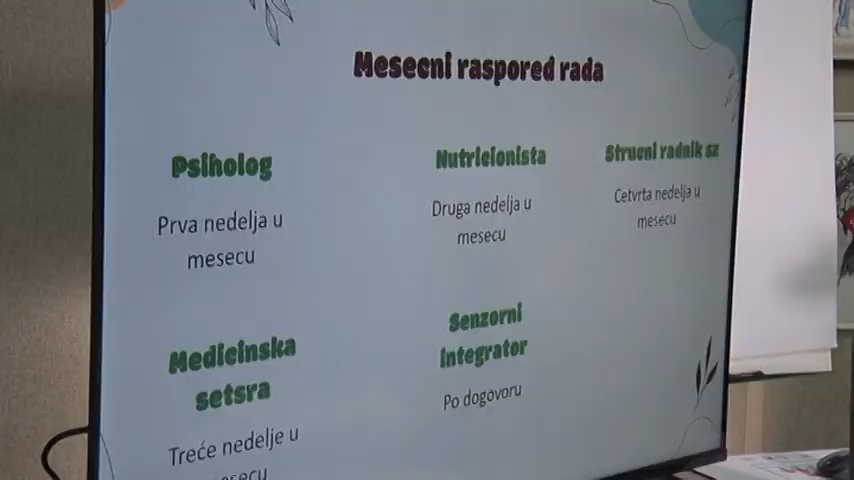 Mesecni raspored rada
Psiholog
Prva nedelja u
mesecu
Nutricionista
Druga nedelja u
mesecu
Strucni radnik sz
Cetvrta nedelja u
mesecu
Medicinska
setsra
Treće nedelje u
mesecu
Senzorni
integrator
Po dogovoru